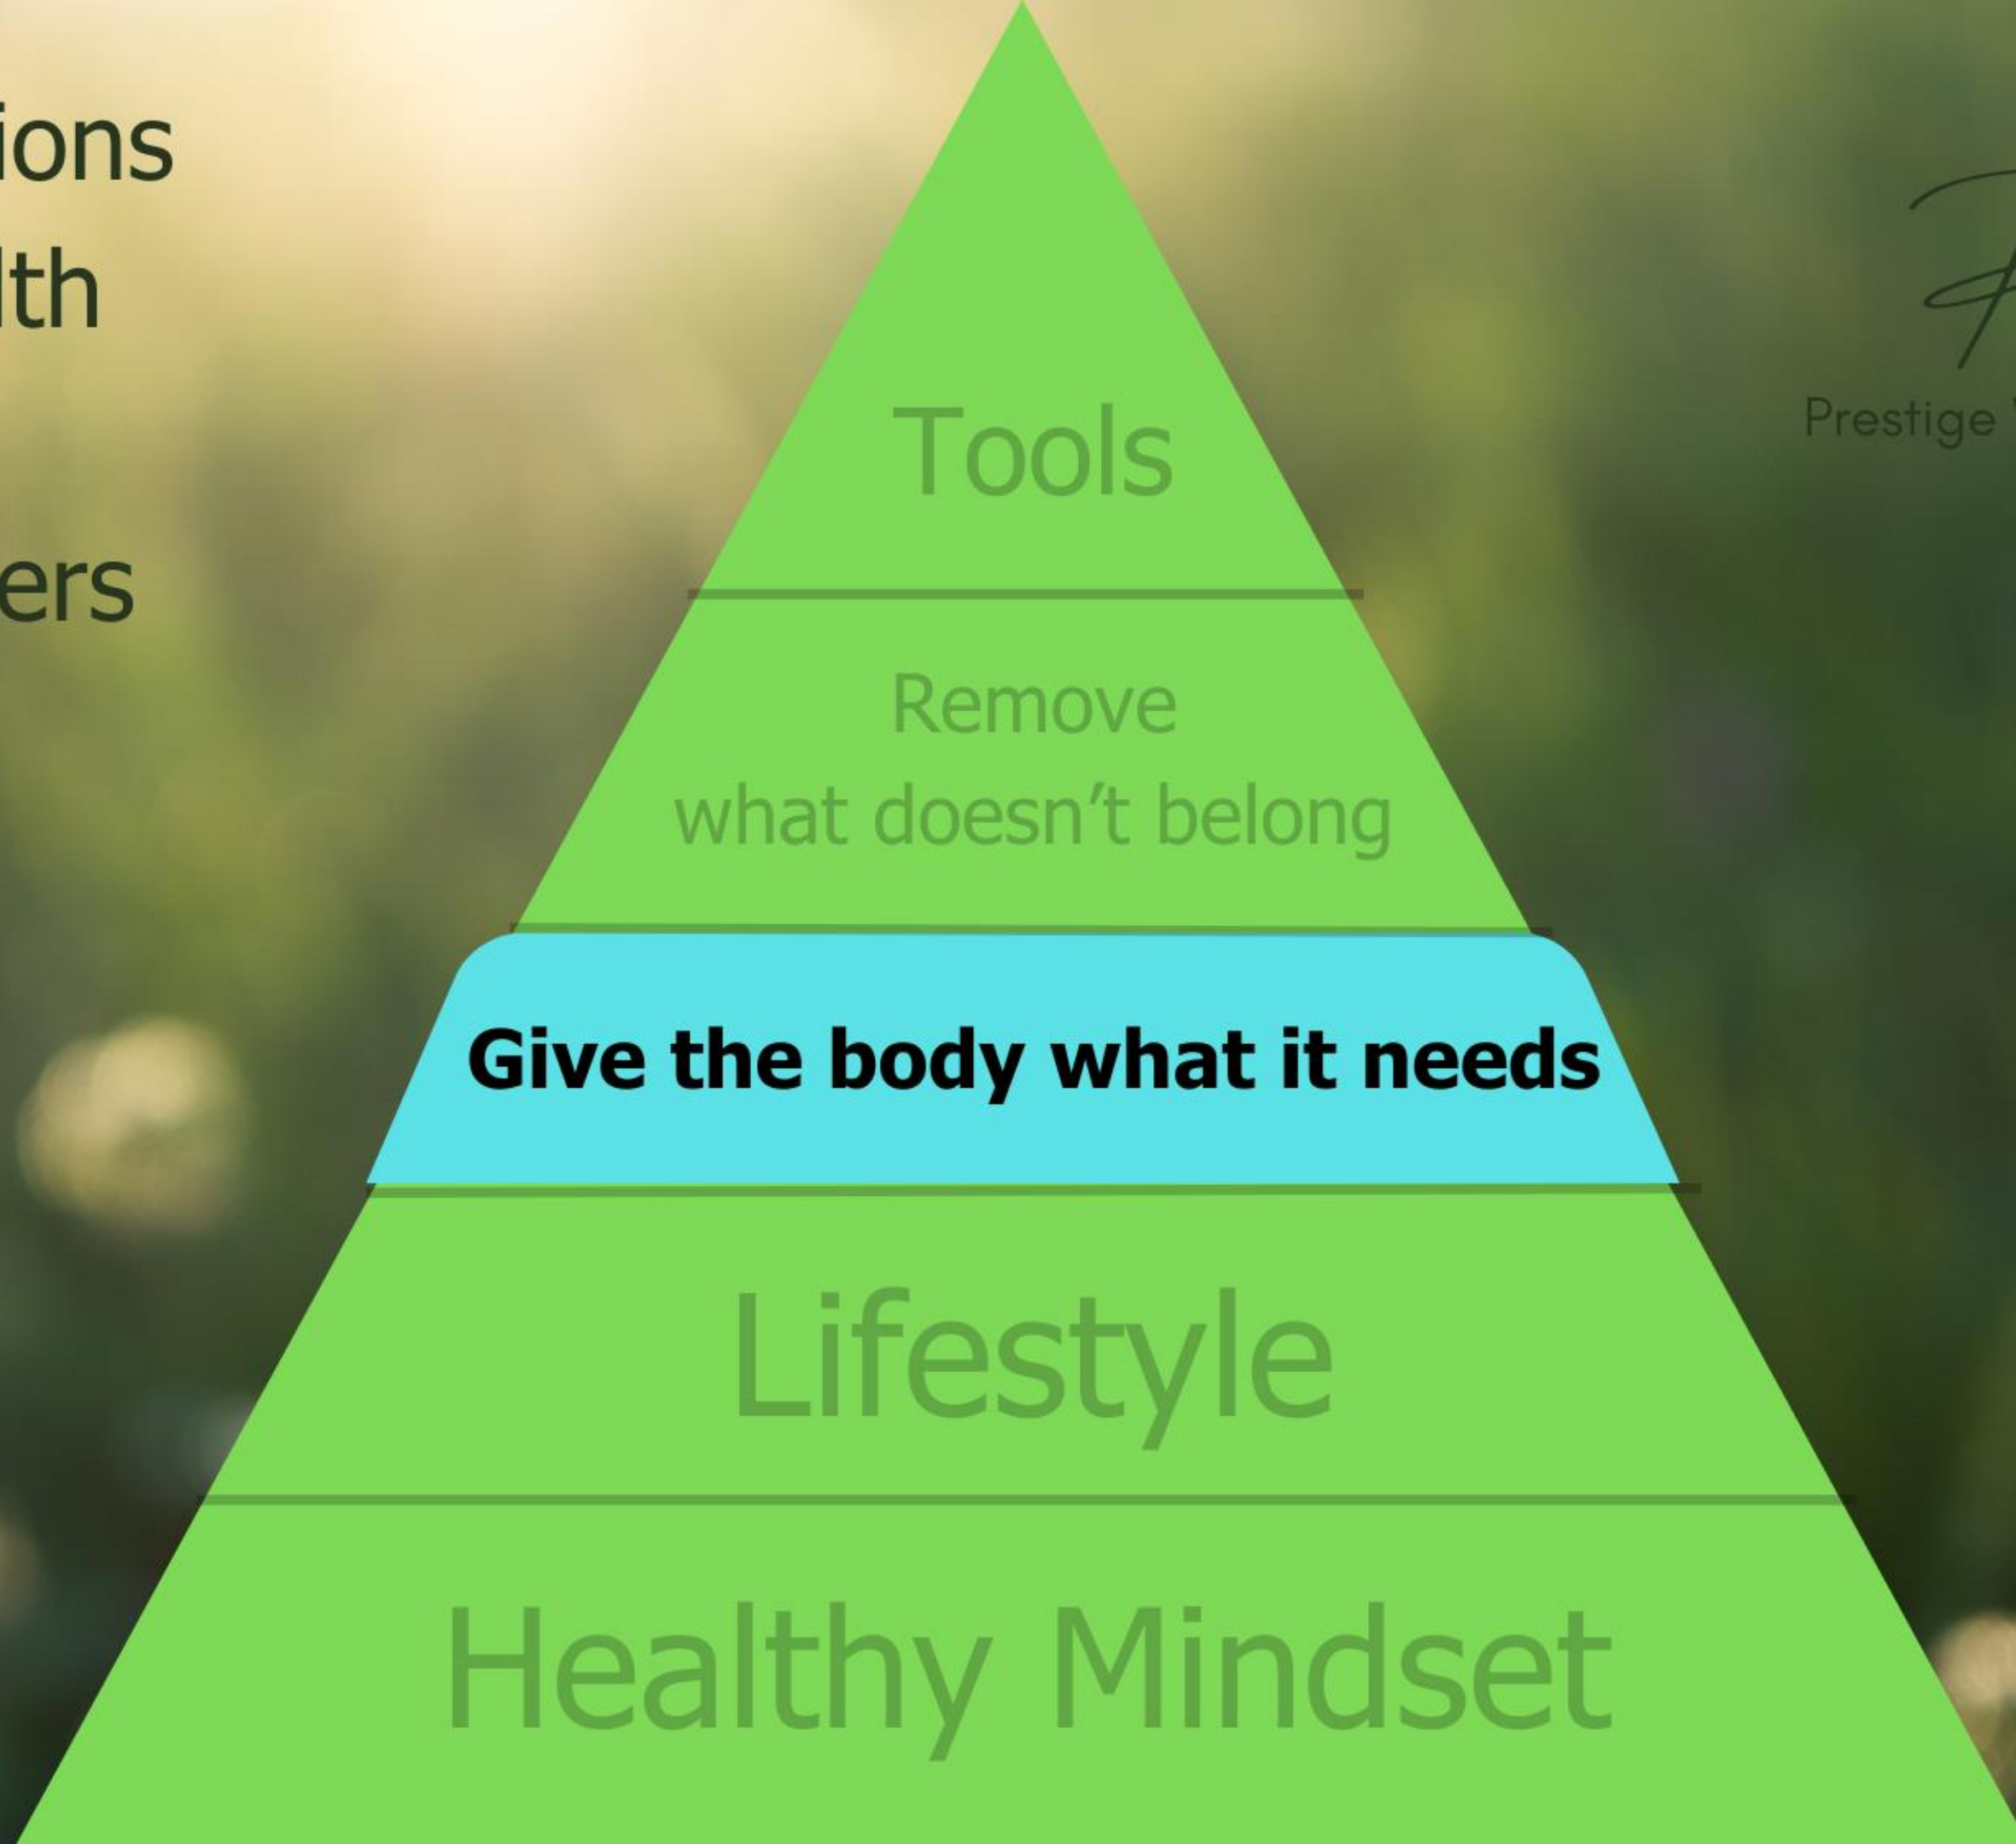 ions
lth
ers
Prestige
Tools
Remove
what doesn't belong
Give the body what it needs
Lifestyle
Healthy Mindset